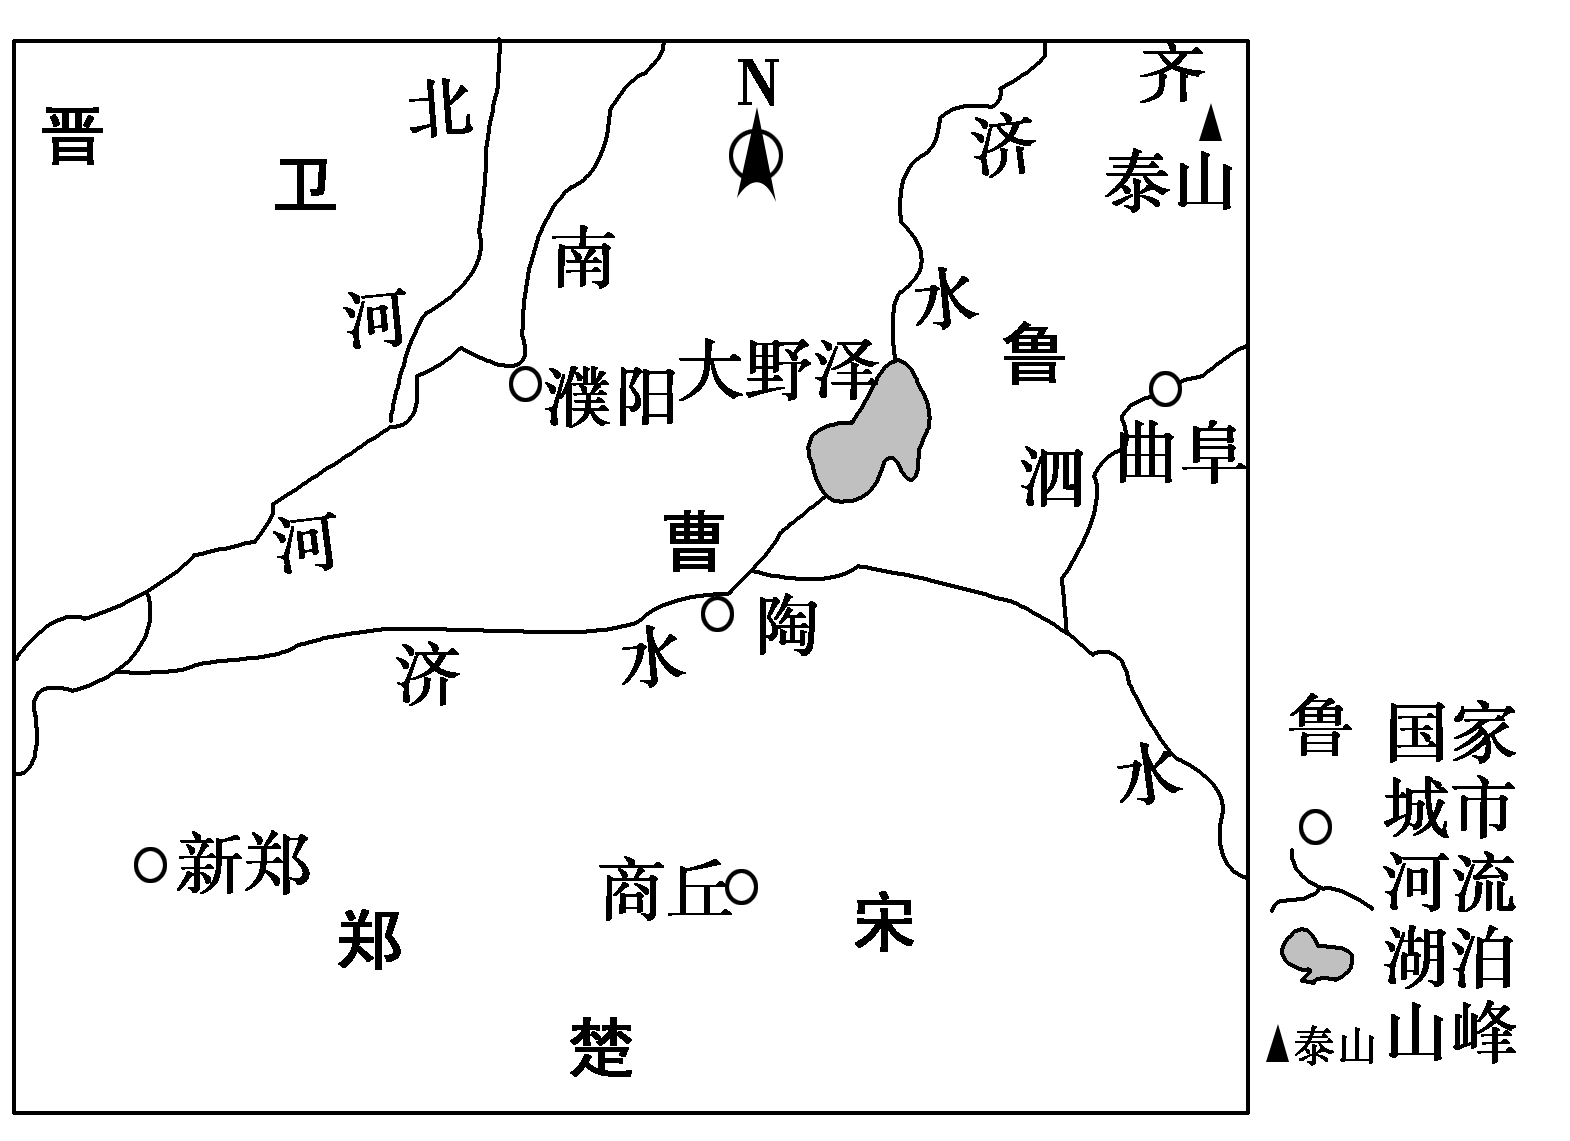 齐
N
北
晋
济
泰山
卫
南
水
河
鲁
大野泽
濮阳
曲阜
泗
曹
河
陶
水
济
水
新郑
商丘
宋
郑
楚
鲁 国家
城市
河流
湖泊
泰山 山峰